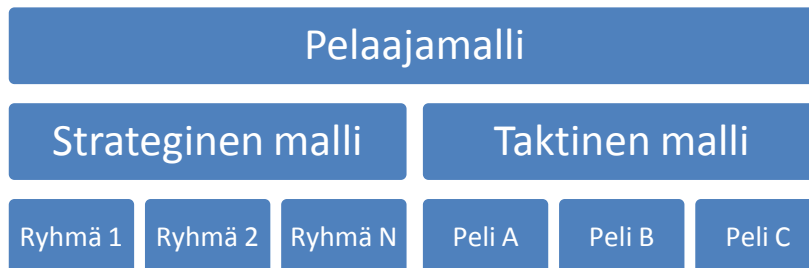 Pelaajamalli
Strateginen malli
Taktinen malli
Ryhmä 1
Ryhmä 2
Ryhmä N
Peli A
Peli B
Peli C